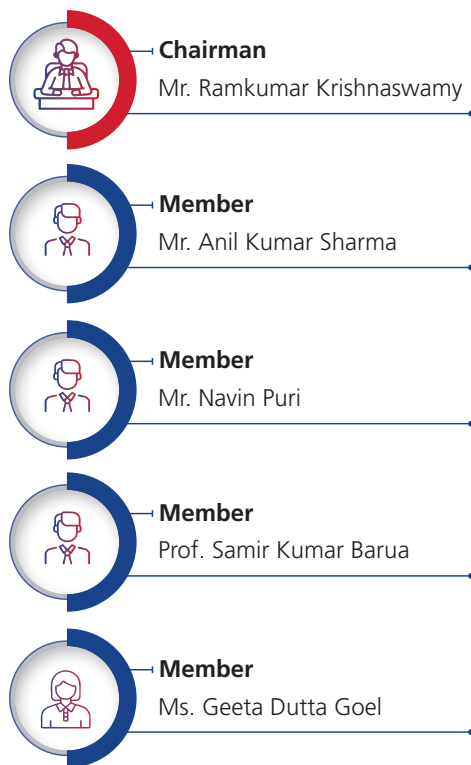 Chairman
Mr. Ramkumar Krishnaswamy
Member
Mr. Anil Kumar Sharma
Member
Mr. Navin Puri
Member
Prof. Samir Kumar Barua
Member
Ms. Geeta Dutta Goel